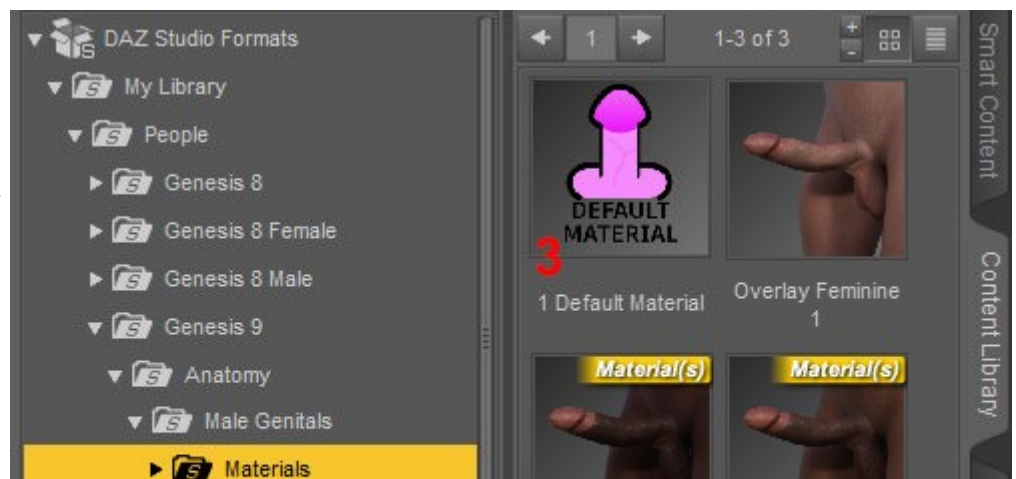 DAZ Studio Formats
My Library
People
Genesis 8
Genesis 8 Female
Genesis 8 Male
Genesis 9
Anatomy
Male Genitals
Materials
1
1-3 of 3
+
-
DEFAULT
MATERIAL
3
1 Default Material
Overlay Feminine
1
Material(s)
Material(s)
Smart Content
Content Library